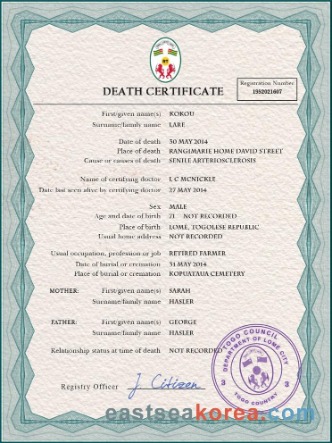 DEATH CERTIFICATE
Registration Number
1982021607
First/given name(s) KOKOU
Surname/family name LARE
Date of death 30 MAY 2014
Place of death RANGIMARIE HOME DAVID STREET
Cause or causes of death SENILE ARTERIOSCLEROSIS
Name of certifying doctor L C MCNICKLE
Date last seen alive by certifying doctor 27 MAY 2014
Sex MALE
Age and date of birth 21 NOT RECORDED
Place of birth LOME, TOGOLESE REPUBLIC
Usual home address NOT RECORDED
Usual occupation, profession or job RETIRED FARMER
Date of burial or cremation 31 MAY 2014
Place of burial or cremation KOPUATAUA CEMETERY
MOTHER: First/given name(s) SARAH
Surname/family name HASLER
FATHER: First/given name(s) GEORGE
Surname/family name HASLER
Relationship status at time of death NOT RECORDED
Registry Officer J Citizen
TOGO COUNCIL
DEPARTMENT OF LOME CITY
3 3
TOGO COUNTRY
eastseakorea.com